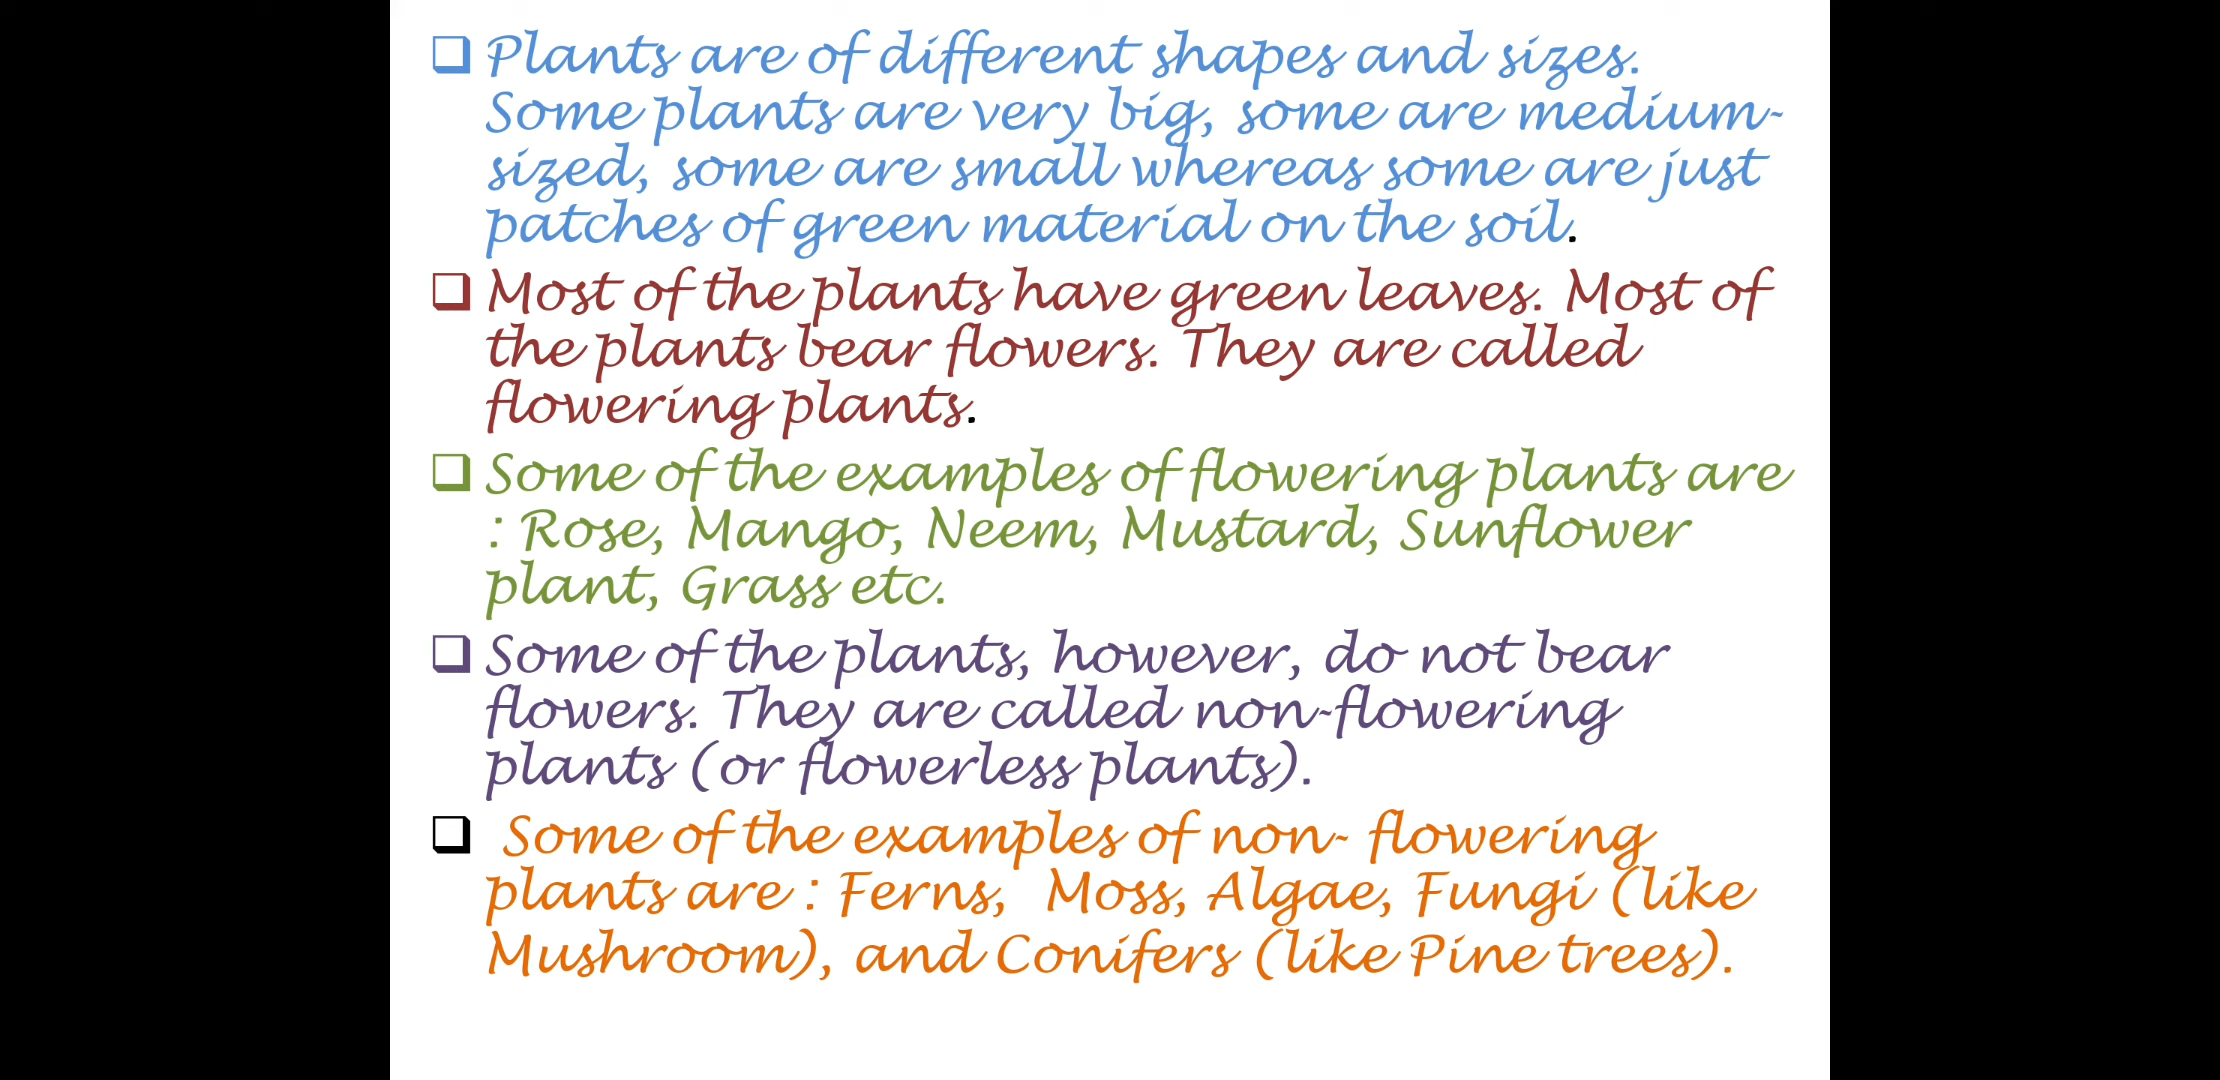 Plants are of different shapes and sizes.
Some plants are very big, some are medium-
sized, some are small whereas some are just
patches of green material on the soil.
Most of the plants have green leaves. Most of
the plants bear flowers. They are called
flowering plants.
Some of the examples of flowering plants are
: Rose, Mango, Neem, Mustard, Sunflower
plant, Grass etc.
Some of the plants, however, do not bear
flowers. They are called non-flowering
plants (or flowerless plants).
Some of the examples of non- flowering
plants are : Ferns, Moss, Algae, Fungi (like
Mushroom), and Conifers (like Pine trees).